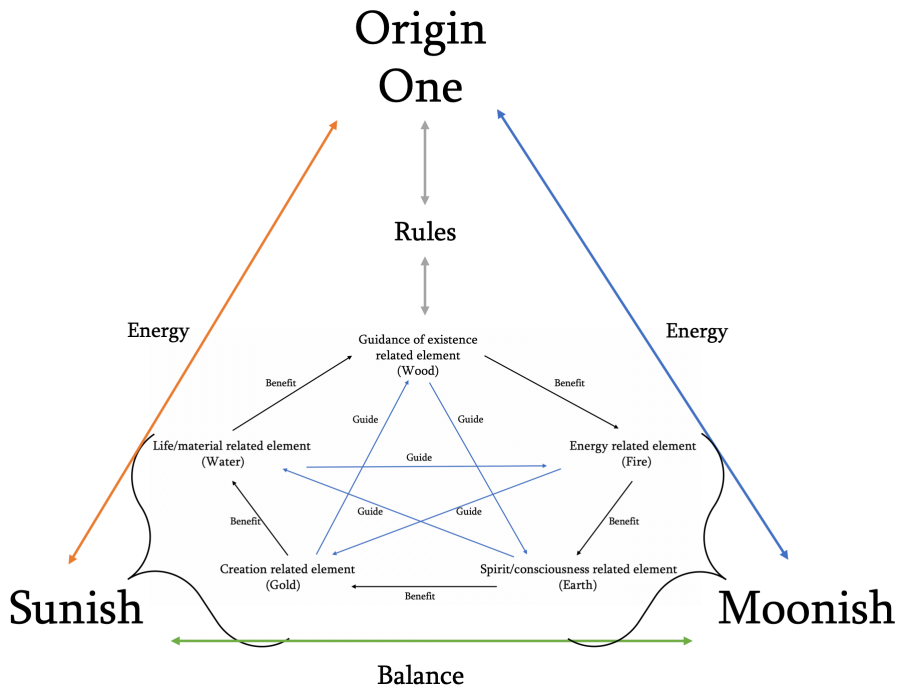 Origin
One
Rules
Energy
Energy
Guidance of existence
related element
(Wood)
Benefit
Benefit
Guide
Guide
Life/material related element
(Water)
Guide
Energy related element
(Fire)
Guide
Guide
Benefit
Benefit
Creation related element
(Gold)
Spirit/consciousness related element
(Earth)
Benefit
Sunish
Moonish
Balance